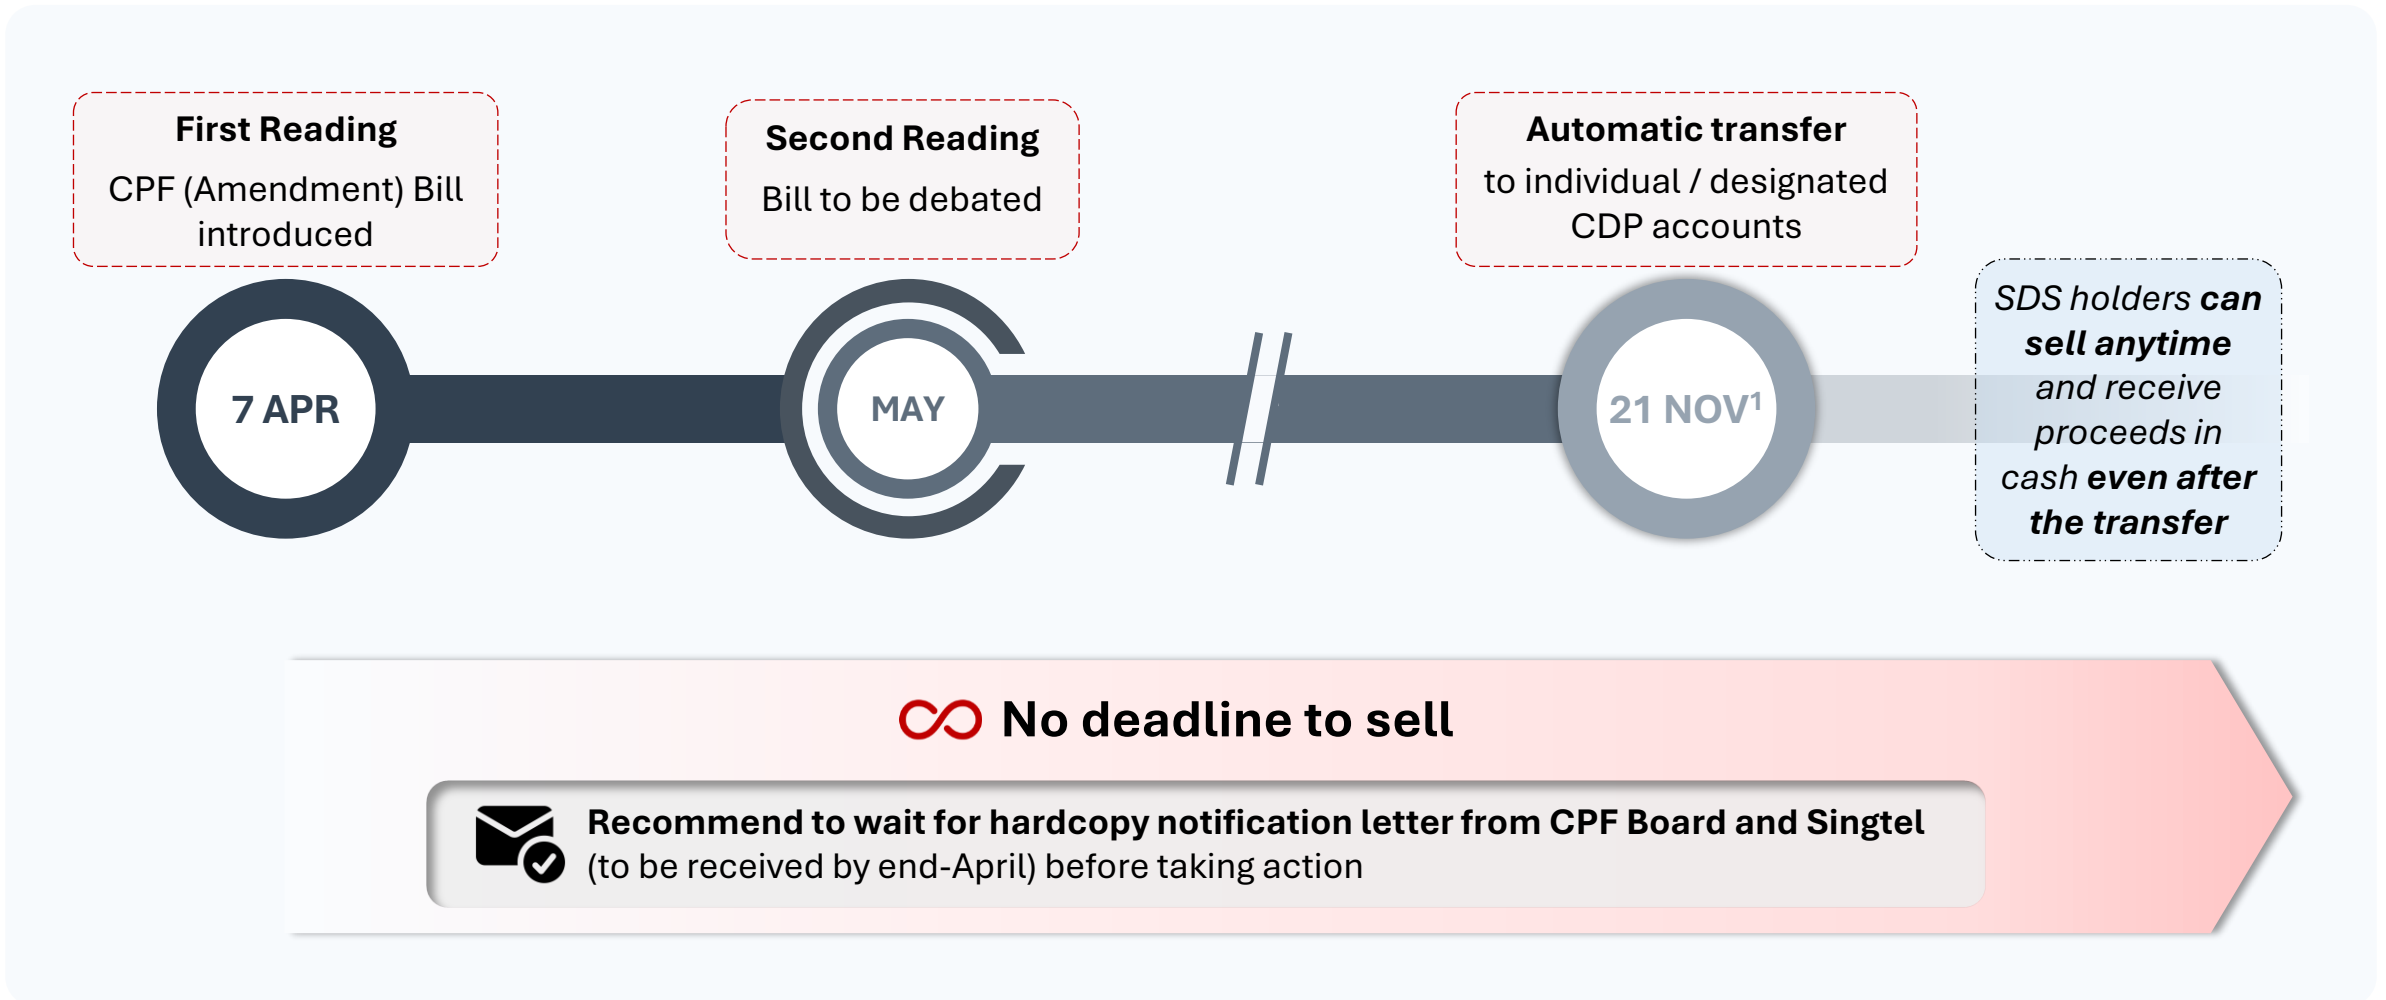 First Reading
CPF (Amendment) Bill
introduced
Second Reading
Bill to be debated
Automatic transfer
to individual / designated
CDP accounts
7 APR
MAY
21 NOV¹
SDS holders can
sell anytime
and receive
proceeds in
cash even after
the transfer
No deadline to sell
Recommend to wait for hardcopy notification letter from CPF Board and Singtel
(to be received by end-April) before taking action